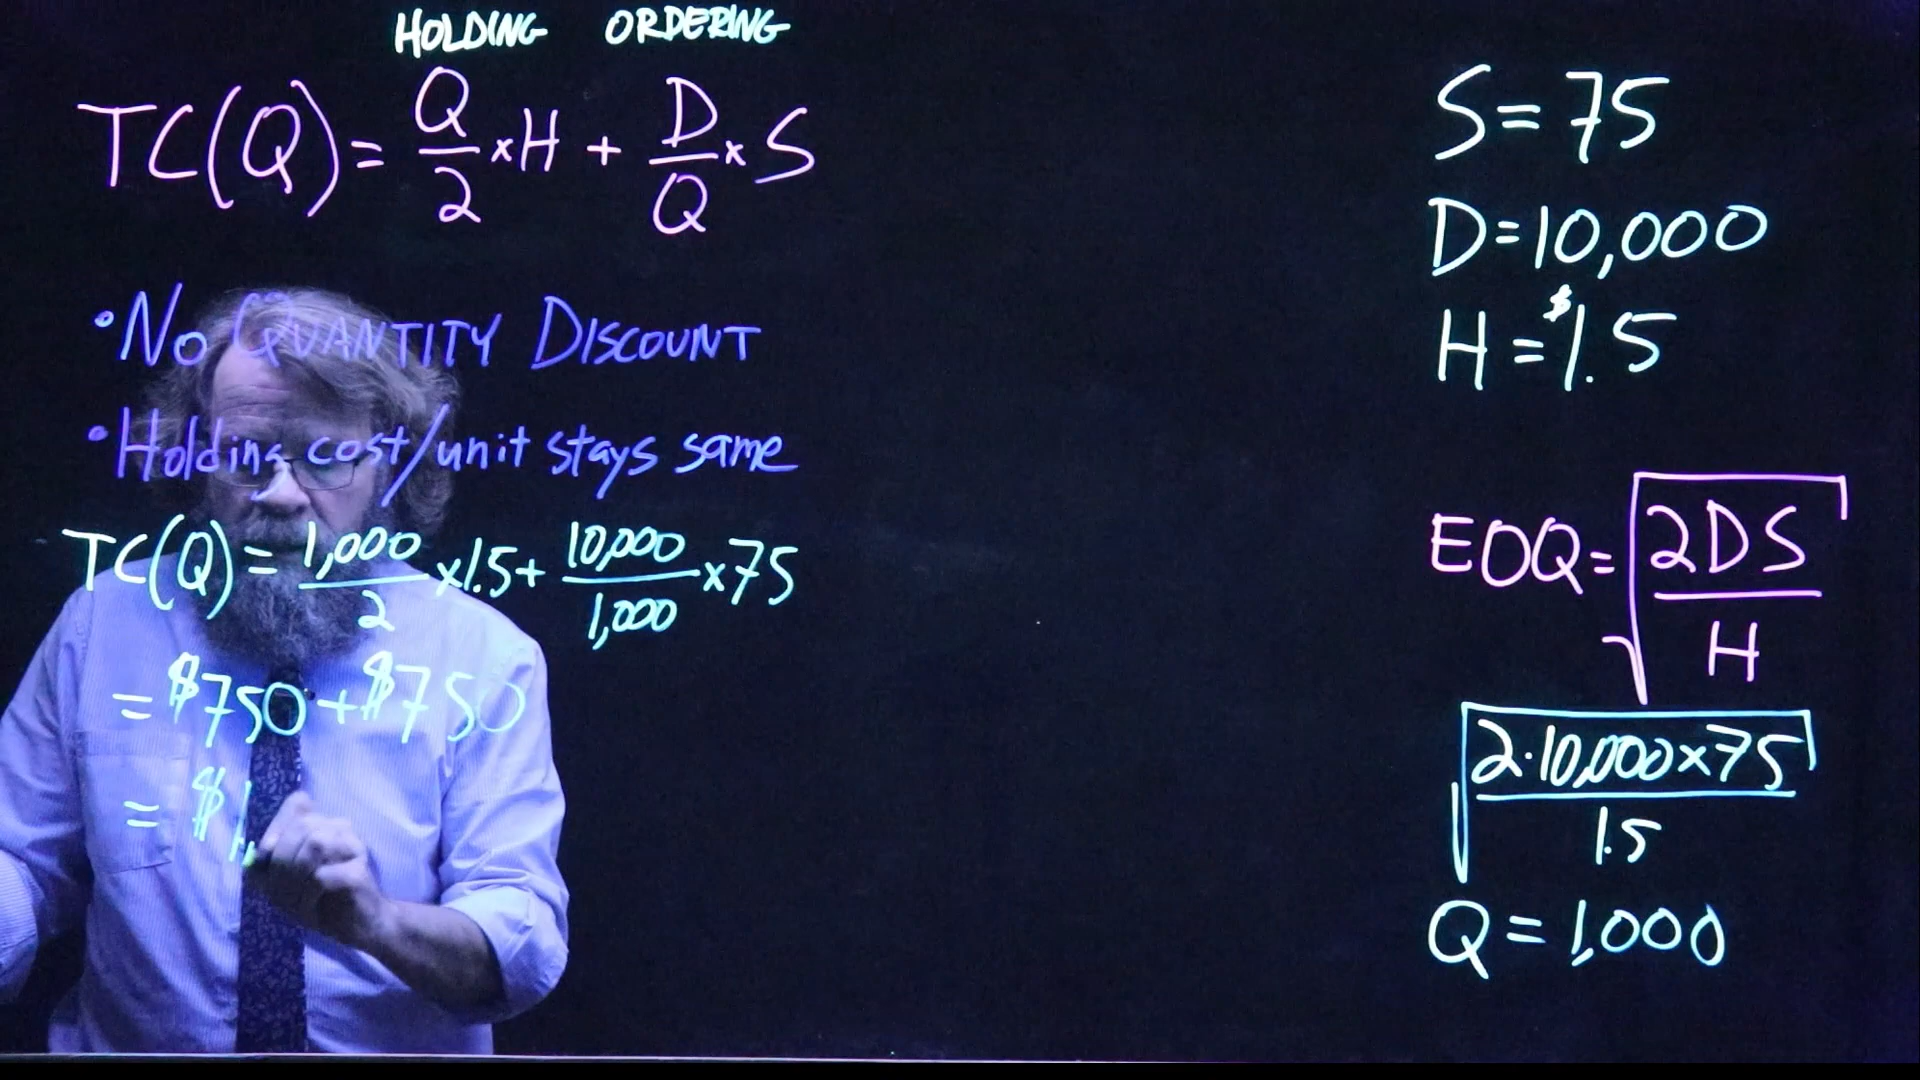 HOLDING ORDERING
TC(Q) = Q/2 × H + D/Q × S
• No QUANTITY DISCOUNT
• Holding cost/unit stays same
TC(Q) = 1,000/2 × 1.5 + 10,000/1,000 × 75
= $750 + $750
= $1,
S = 75
D = 10,000
H = $1.5
EOQ = √2DS/H
√2·10,000×75/1.5
Q = 1,000